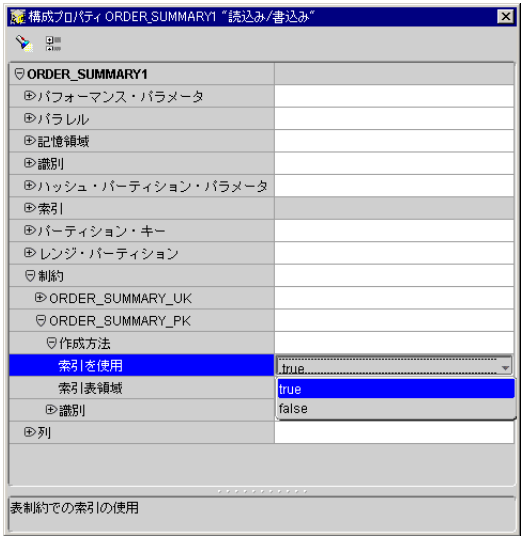 構成プロパティ ORDER_SUMMARY1 "読込み/書込み"
ORDER_SUMMARY1
パフォーマンス・パラメータ
パラレル
記憶領域
識別
ハッシュ・パーティション・パラメータ
索引
パーティション・キー
レンジ・パーティション
制約
ORDER_SUMMARY_UK
ORDER_SUMMARY_PK
作成方法
索引を使用 true
索引表領域 true
false
識別
列
表制約での索引の使用